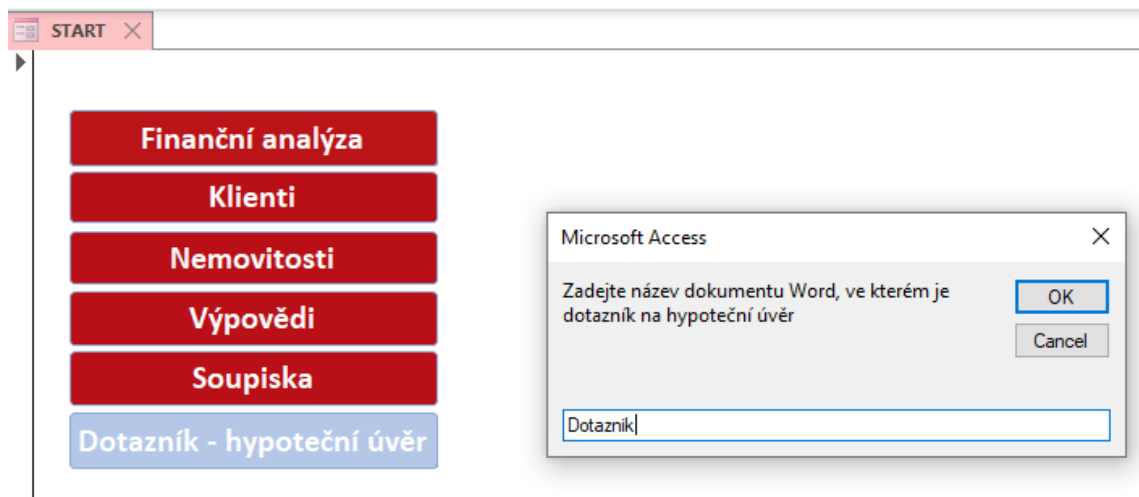 START
Finanční analýza
Klienti
Nemovitosti
Výpovědi
Soupiska
Dotazník - hypoteční úvěr
Microsoft Access
Zadejte název dokumentu Word, ve kterém je
dotazník na hypoteční úvěr
OK
Cancel
Dotaznik